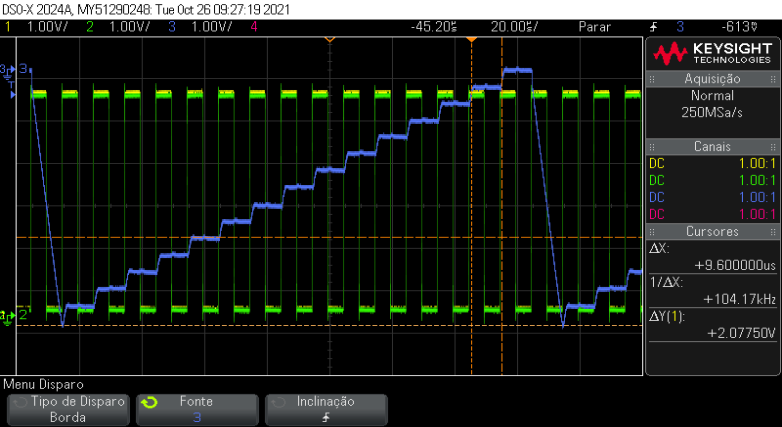 DSO-X 2024A, MY51290248: Tue Oct 26 09:27:19 2021
1 1.00V/ 2 1.00V/ 3 1.00V/ 4 -45.20s 20.00s/ Parar 3 -613V
KEYSIGHT
TECHNOLOGIES
Aquisição
Normal
250MSa/s
Canais
DC 1.00:1
DC 1.00:1
DC 1.00:1
DC 1.00:1
Cursores
ΔX:
+9.600000us
1/ΔX:
+104.17kHz
ΔY(1):
+2.07750V
3
2
Menu Disparo
Tipo de Disparo
Borda
Fonte
3
Inclinação